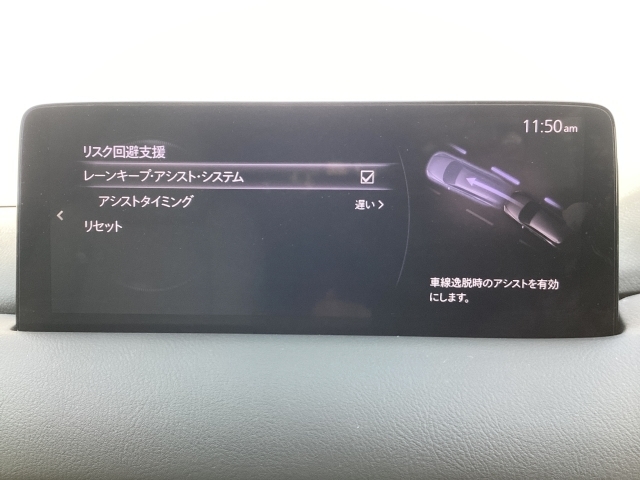 11:50am
リスク回避支援
レーンキープ・アシスト・システム
アシストタイミング 遅い
リセット
車線逸脱時のアシストを有効
にします。